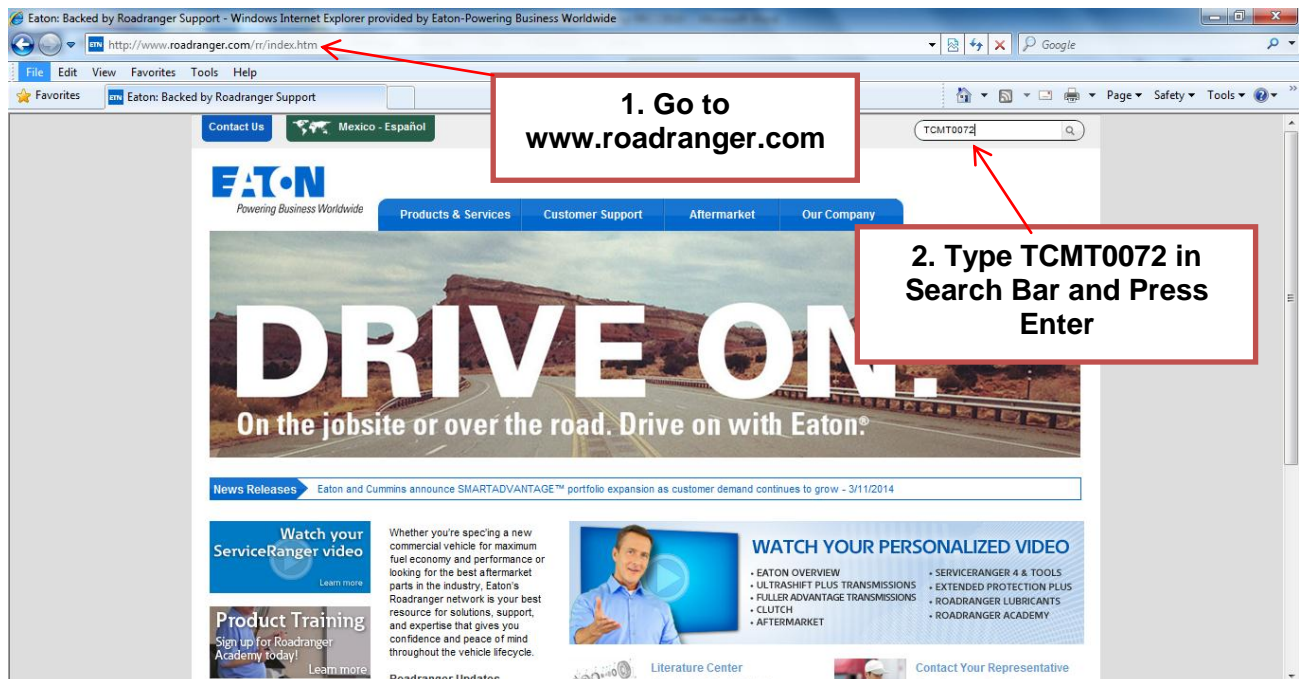 Eaton: Backed by Roadranger Support - Windows Internet Explorer provided by Eaton-Powering Business Worldwide
ETN http://www.roadranger.com/rr/index.htm
Google
File Edit View Favorites Tools Help
Favorites
ETN Eaton: Backed by Roadranger Support
Page Safety Tools
1. Go to
www.roadranger.com
Contact Us
Mexico - Español
TCMT0072
EATON
Powering Business Worldwide
Products & Services Customer Support Aftermarket Our Company
2. Type TCMT0072 in
Search Bar and Press
Enter
DRIVE ON.
On the jobsite or over the road. Drive on with Eaton.®
News Releases Eaton and Cummins announce SMARTADVANTAGE™ portfolio expansion as customer demand continues to grow - 3/11/2014
Watch your
ServiceRanger video
Learn more
Product Training
Sign up for Roadranger
Academy today!
Learn more
Whether you're spec'ing a new
commercial vehicle for maximum
fuel economy and performance or
looking for the best aftermarket
parts in the industry, Eaton's
Roadranger network is your best
resource for solutions, support,
and expertise that gives you
confidence and peace of mind
throughout the vehicle lifecycle.
Roadranger Updates
WATCH YOUR PERSONALIZED VIDEO
• EATON OVERVIEW
• ULTRASHIFT PLUS TRANSMISSIONS
• FULLER ADVANTAGE TRANSMISSIONS
• CLUTCH
• AFTERMARKET
• SERVICERANGER 4 & TOOLS
• EXTENDED PROTECTION PLUS
• ROADRANGER LUBRICANTS
• ROADRANGER ACADEMY
Literature Center
Contact Your Representative